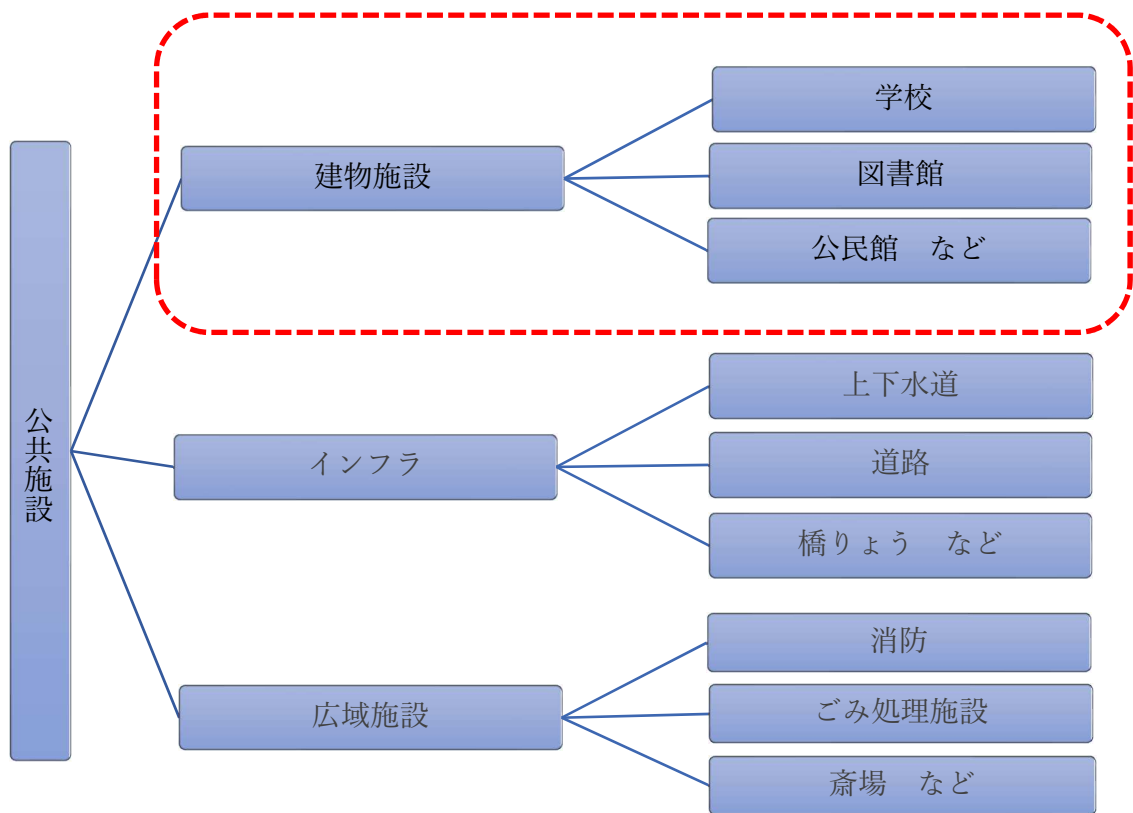 公共施設
建物施設
学校
図書館
公民館　など
インフラ
上下水道
道路
橋りょう　など
広域施設
消防
ごみ処理施設
斎場　など